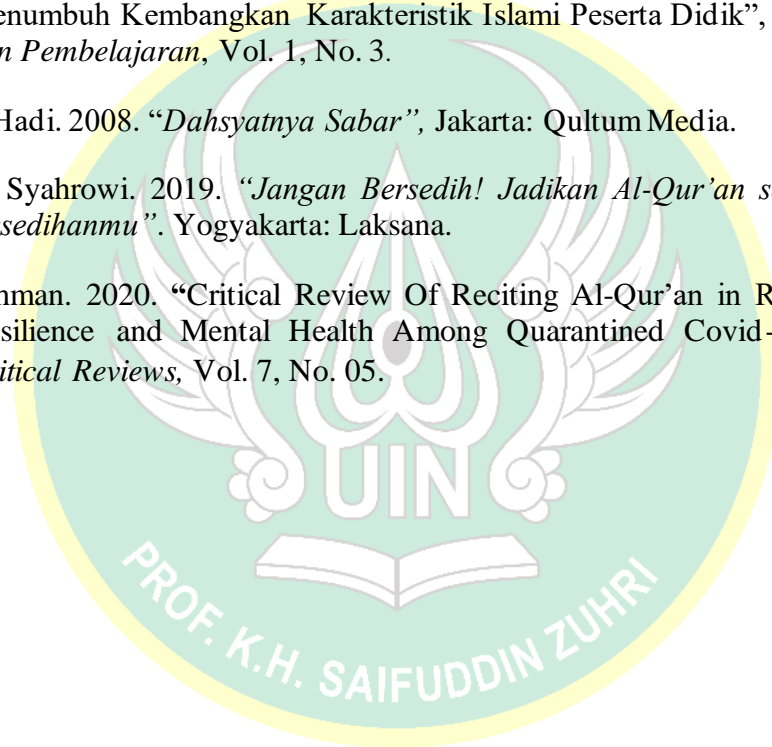 enumbuh Kembangkan Karakteristik Islami Peserta Didik”,
n Pembelajaran, Vol. 1, No. 3.
Hadi. 2008. “Dahsyatnya Sabar”, Jakarta: Qultum Media.
Syahrowi. 2019. “Jangan Bersedih! Jadikan Al-Qur’an s
sedihanmu”. Yogyakarta: Laksana.
hman. 2020. “Critical Review Of Reciting Al-Qur’an in R
silience and Mental Health Among Quarantined Covid-
itical Reviews, Vol. 7, No. 05.
UIN
PROF. K.H. SAIFUDDIN ZUHRI